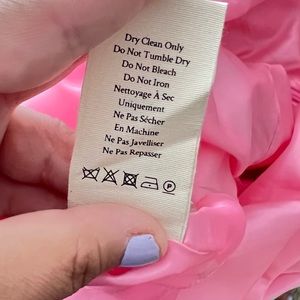 Dry Clean Only
Do Not Tumble Dry
Do Not Bleach
Do Not Iron
Nettoyage À Sec
Uniquement
Ne Pas Sécher
En Machine
Ne Pas Javelliser
Ne Pas Repasser
P